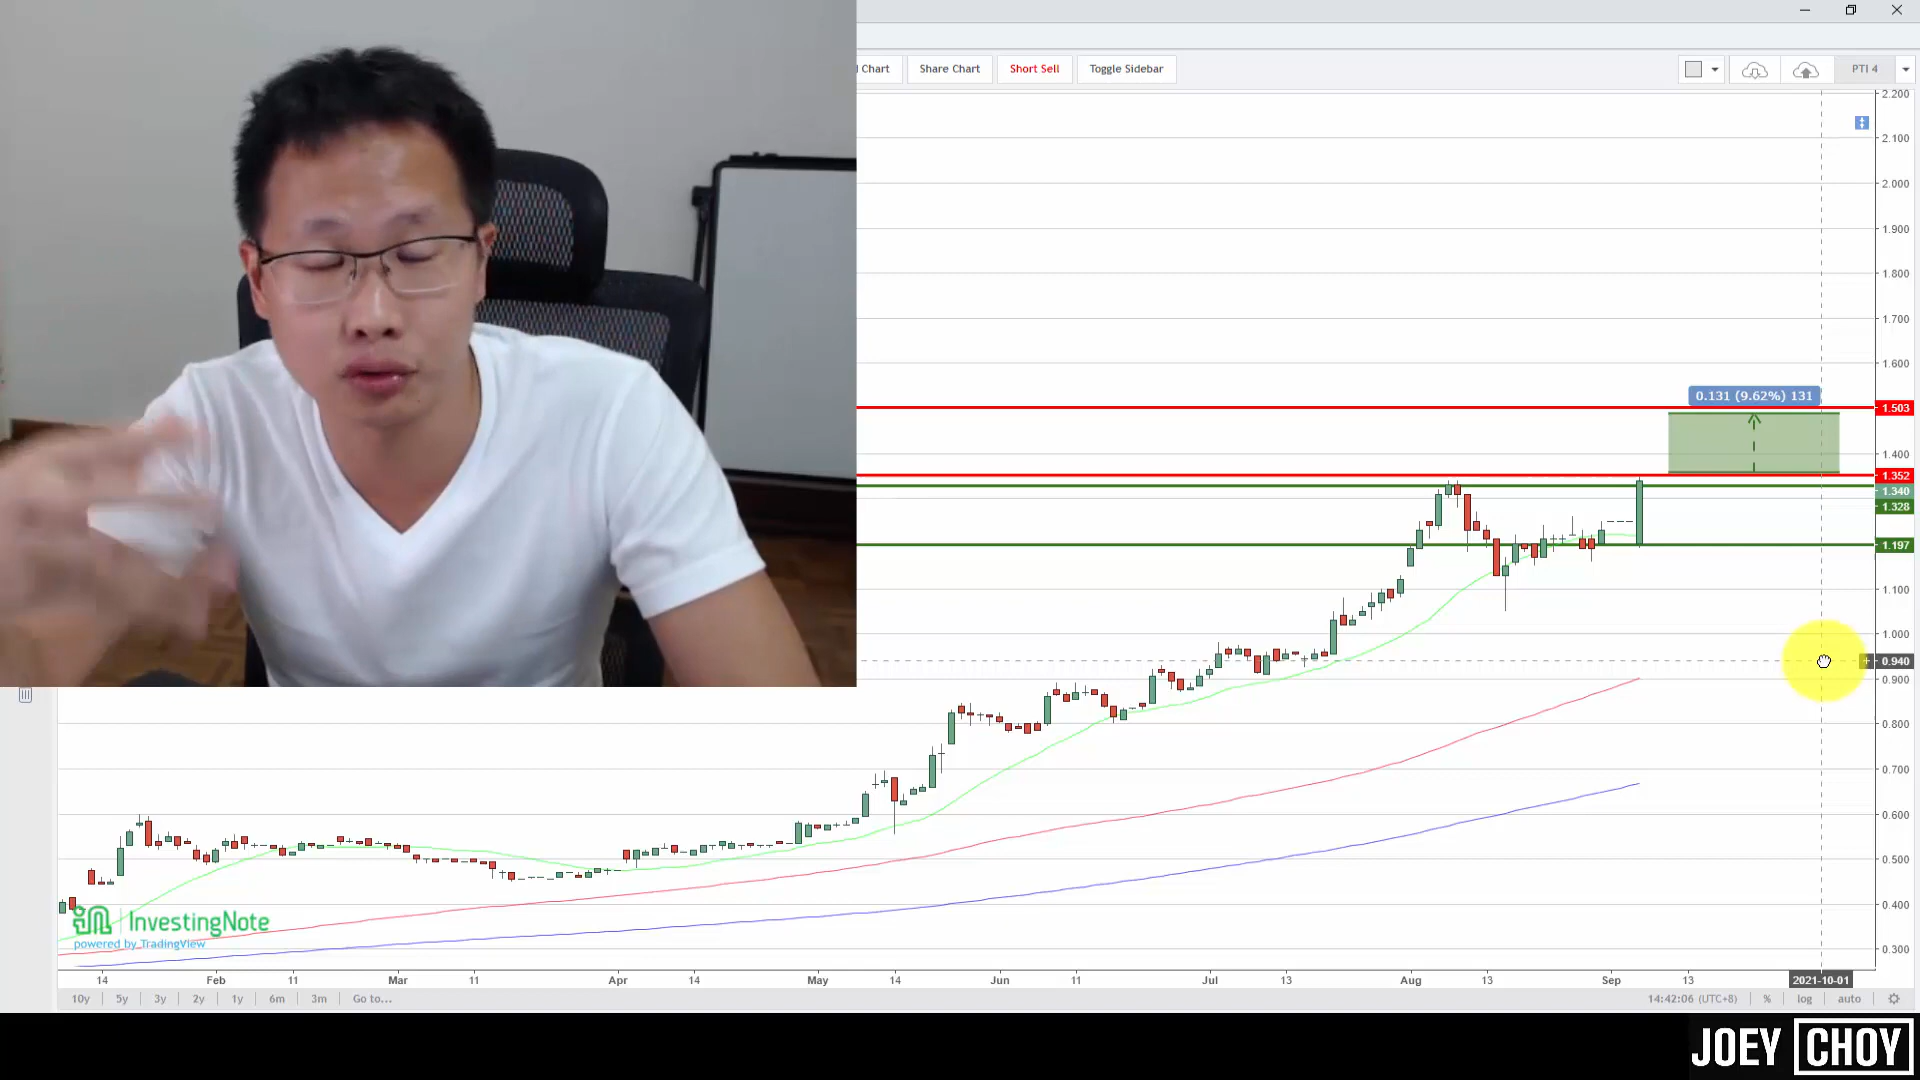 d Chart
Share Chart
Short Sell
Toggle Sidebar
PTI 4
2.200
2.100
2.000
1.900
1.800
1.700
1.600
0.131 (9.62%) 131
1.503
1.400
1.352
1.340
1.328
1.197
1.100
1.000
0.940
0.900
0.800
0.700
0.600
0.500
0.400
0.300
InvestingNote
powered by TradingView
14 Feb 11 Mar 11 Apr 14 May 14 Jun 11 Jul 13 Aug 13 Sep 13 2021-10-01
10y 5y 3y 2y 1y 6m 3m Go to...
14:42:06 (UTC+8) % log auto
JOEY CHOY